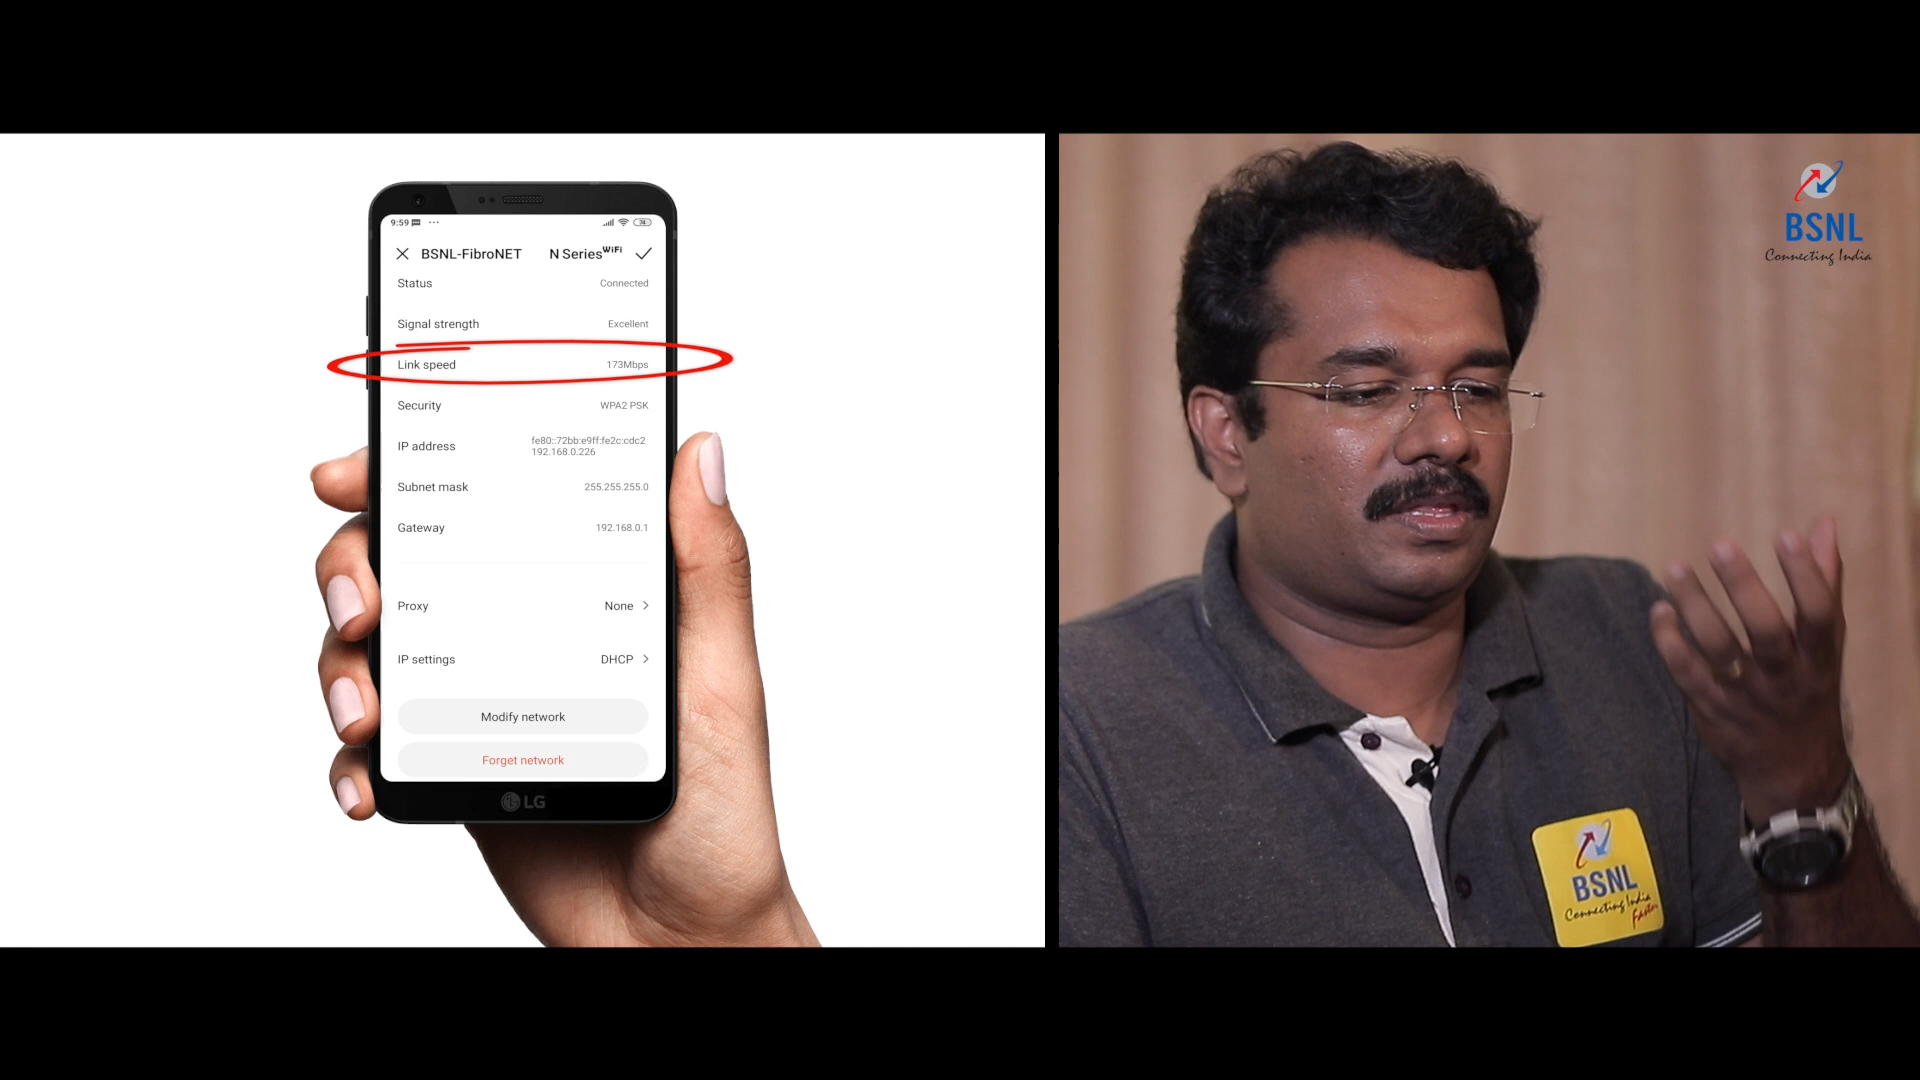 9:59
74
BSNL-FibroNET N Series WiFi
Status Connected
Signal strength Excellent
Link speed 173Mbps
Security WPA2 PSK
IP address fe80::72bb:e9ff:fe2c:cdc2
192.168.0.226
Subnet mask 255.255.255.0
Gateway 192.168.0.1
Proxy None
IP settings DHCP
Modify network
Forget network
LG
BSNL
Connecting India
BSNL
Connecting India
Faster